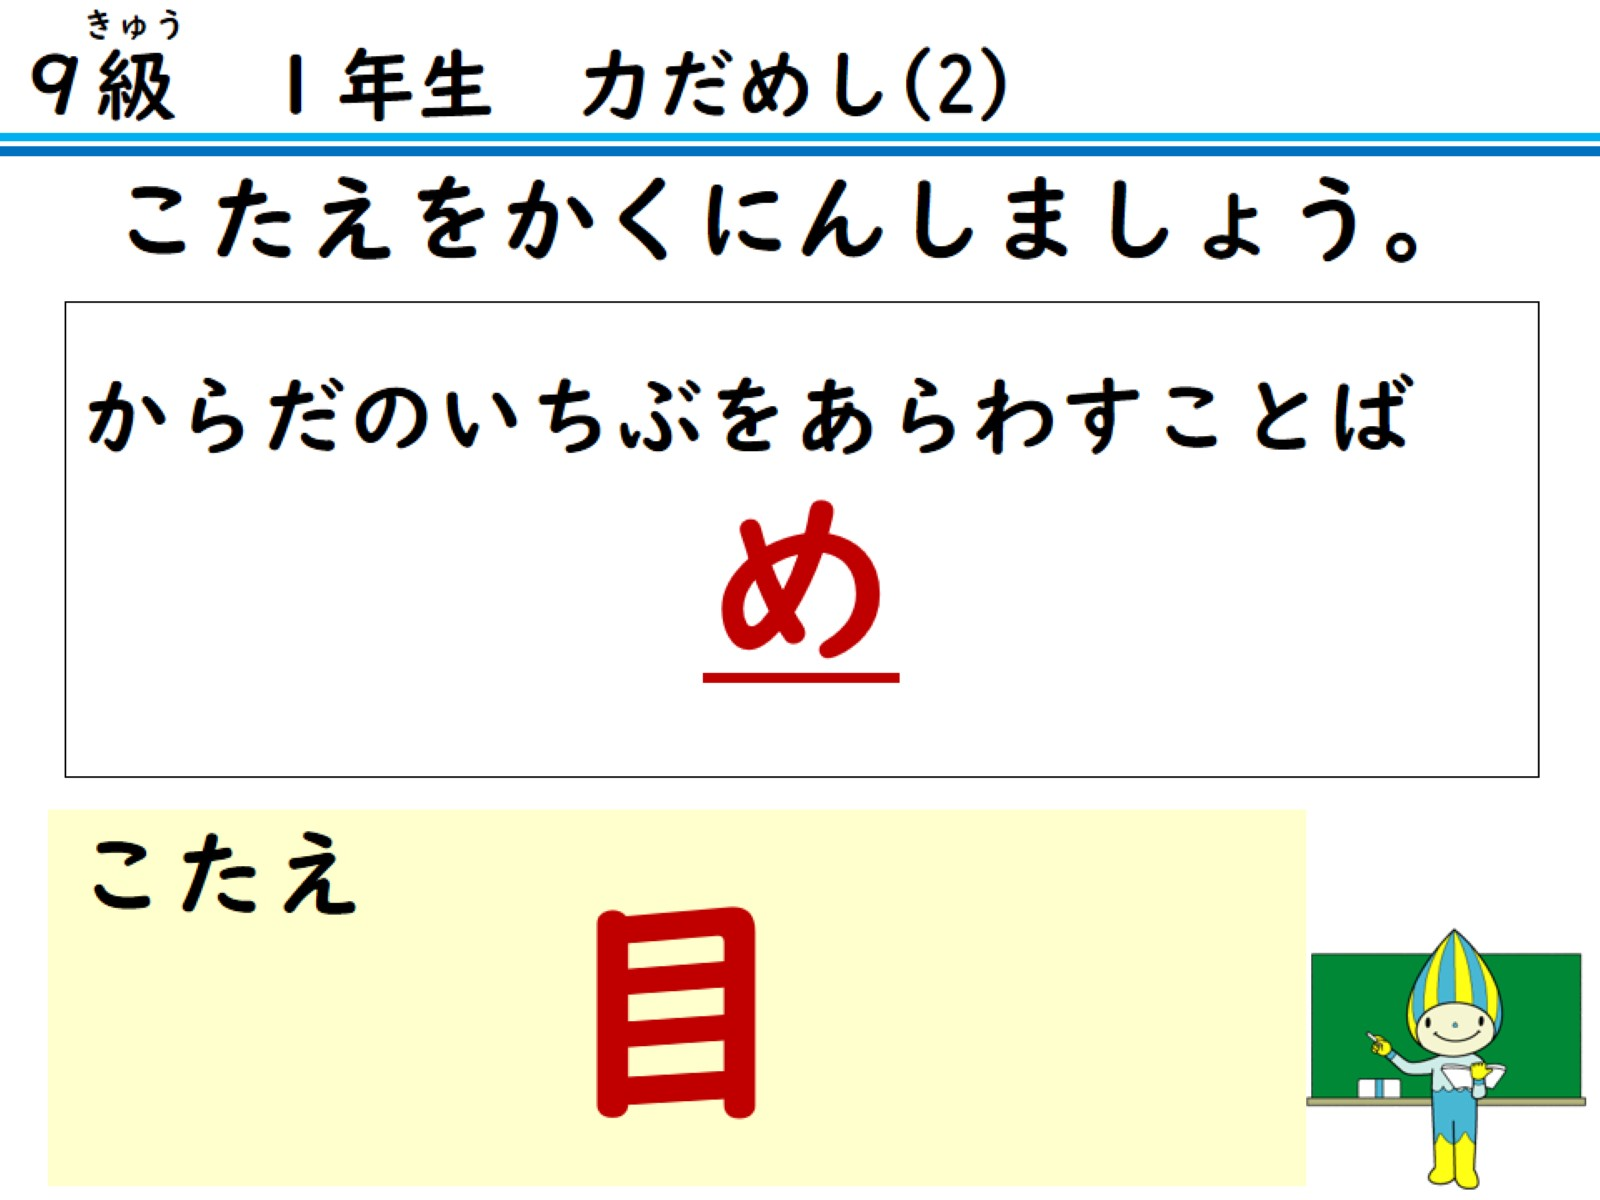 きゅう
９級　１年生　力だめし(2)
こたえをかくにんしましょう。
からだのいちぶをあらわすことば
め
こたえ
目